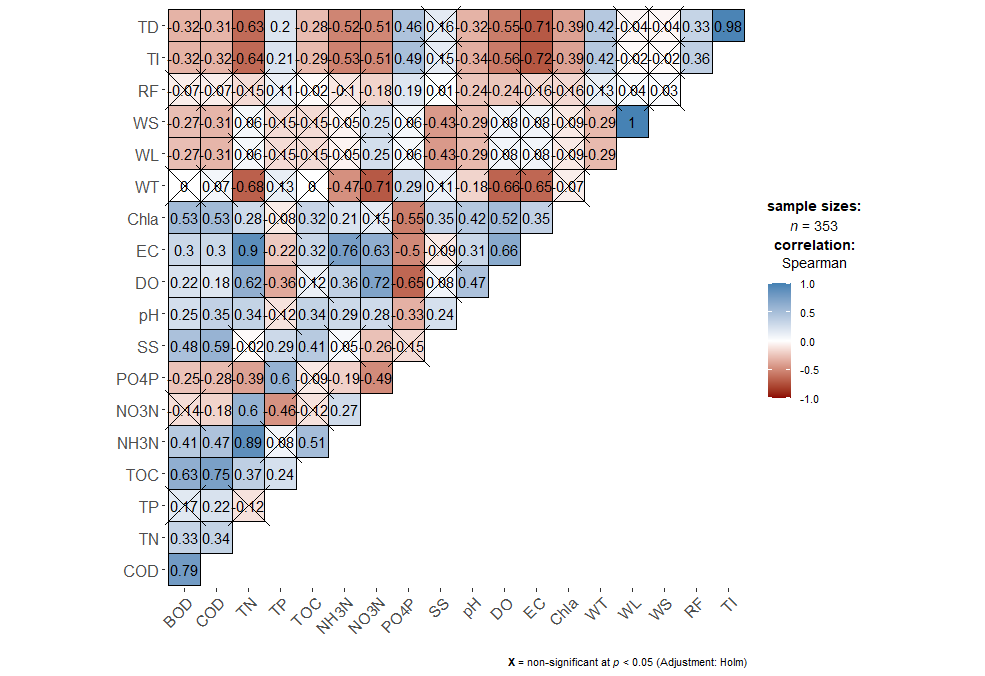 TD -0.32 -0.31 -0.63 0.2 -0.28 -0.52 -0.51 0.46 0.16 -0.32 -0.55 -0.71 -0.39 0.42 -0.04 -0.04 0.33 0.98
TI -0.32 -0.32 -0.64 0.21 -0.29 -0.53 -0.51 0.49 0.15 -0.34 -0.56 -0.72 -0.39 0.42 -0.02 -0.02 0.36
RF -0.07 -0.07 -0.15 0.11 -0.02 -0.1 -0.18 0.19 0.01 -0.24 -0.24 -0.16 -0.16 0.13 0.04 0.03
WS -0.27 -0.31 0.06 -0.15 -0.15 -0.05 0.25 0.06 -0.43 -0.29 0.08 0.08 -0.09 -0.29 1
WL -0.27 -0.31 0.06 -0.15 -0.15 -0.05 0.25 0.06 -0.43 -0.29 0.08 0.08 -0.09 -0.29
WT 0 0.07 -0.68 0.13 0 -0.47 -0.71 0.29 0.11 -0.18 -0.66 -0.65 -0.07
Chla 0.53 0.53 0.28 -0.08 0.32 0.21 0.15 -0.55 0.35 0.42 0.52 0.35
EC 0.3 0.3 0.9 -0.22 0.32 0.76 0.63 -0.5 -0.09 0.31 0.66
DO 0.22 0.18 0.62 -0.36 0.12 0.36 0.72 -0.65 0.08 0.47
pH 0.25 0.35 0.34 -0.12 0.34 0.29 0.28 -0.33 0.24
SS 0.48 0.59 -0.02 0.29 0.41 0.05 -0.26 -0.15
PO4P -0.25 -0.28 -0.39 0.6 -0.09 -0.19 -0.49
NO3N -0.14 -0.18 0.6 -0.46 -0.12 0.27
NH3N 0.41 0.47 0.89 0.08 0.51
TOC 0.63 0.75 0.37 0.24
TP 0.17 0.22 -0.12
TN 0.33 0.34
COD 0.79
BOD COD TN TP TOC NH3N NO3N PO4P SS pH DO EC Chla WT WL WS RF TI
sample sizes:
n = 353
correlation:
Spearman
1.0
0.5
0.0
-0.5
-1.0
X = non-significant at p < 0.05 (Adjustment: Holm)